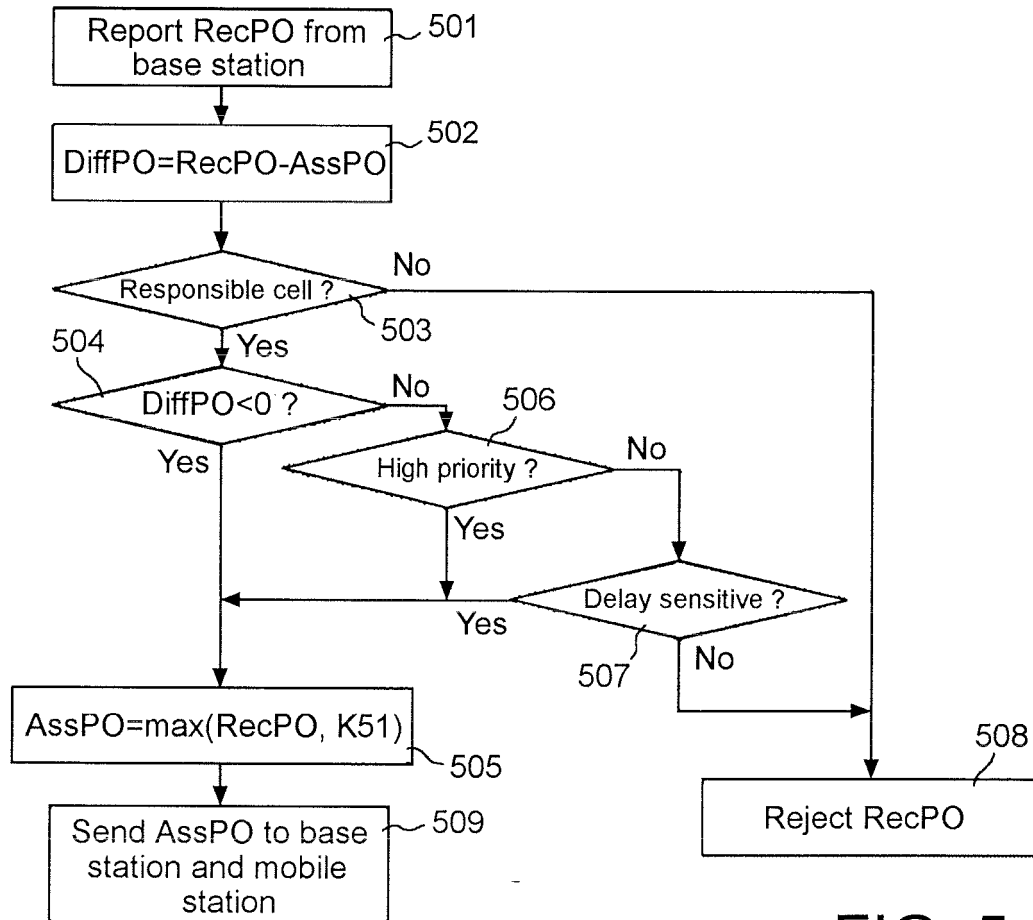 Report RecPO from
base station
501
502
DiffPO=RecPO-AssPO
No
Responsible cell ?
503
504
Yes
DiffPO<0 ?
No
506
Yes
High priority ?
No
Yes
Delay sensitive ?
Yes
507
No
AssPO=max(RecPO, K51)
505
508
Reject RecPO
Send AssPO to base
station and mobile
station
509